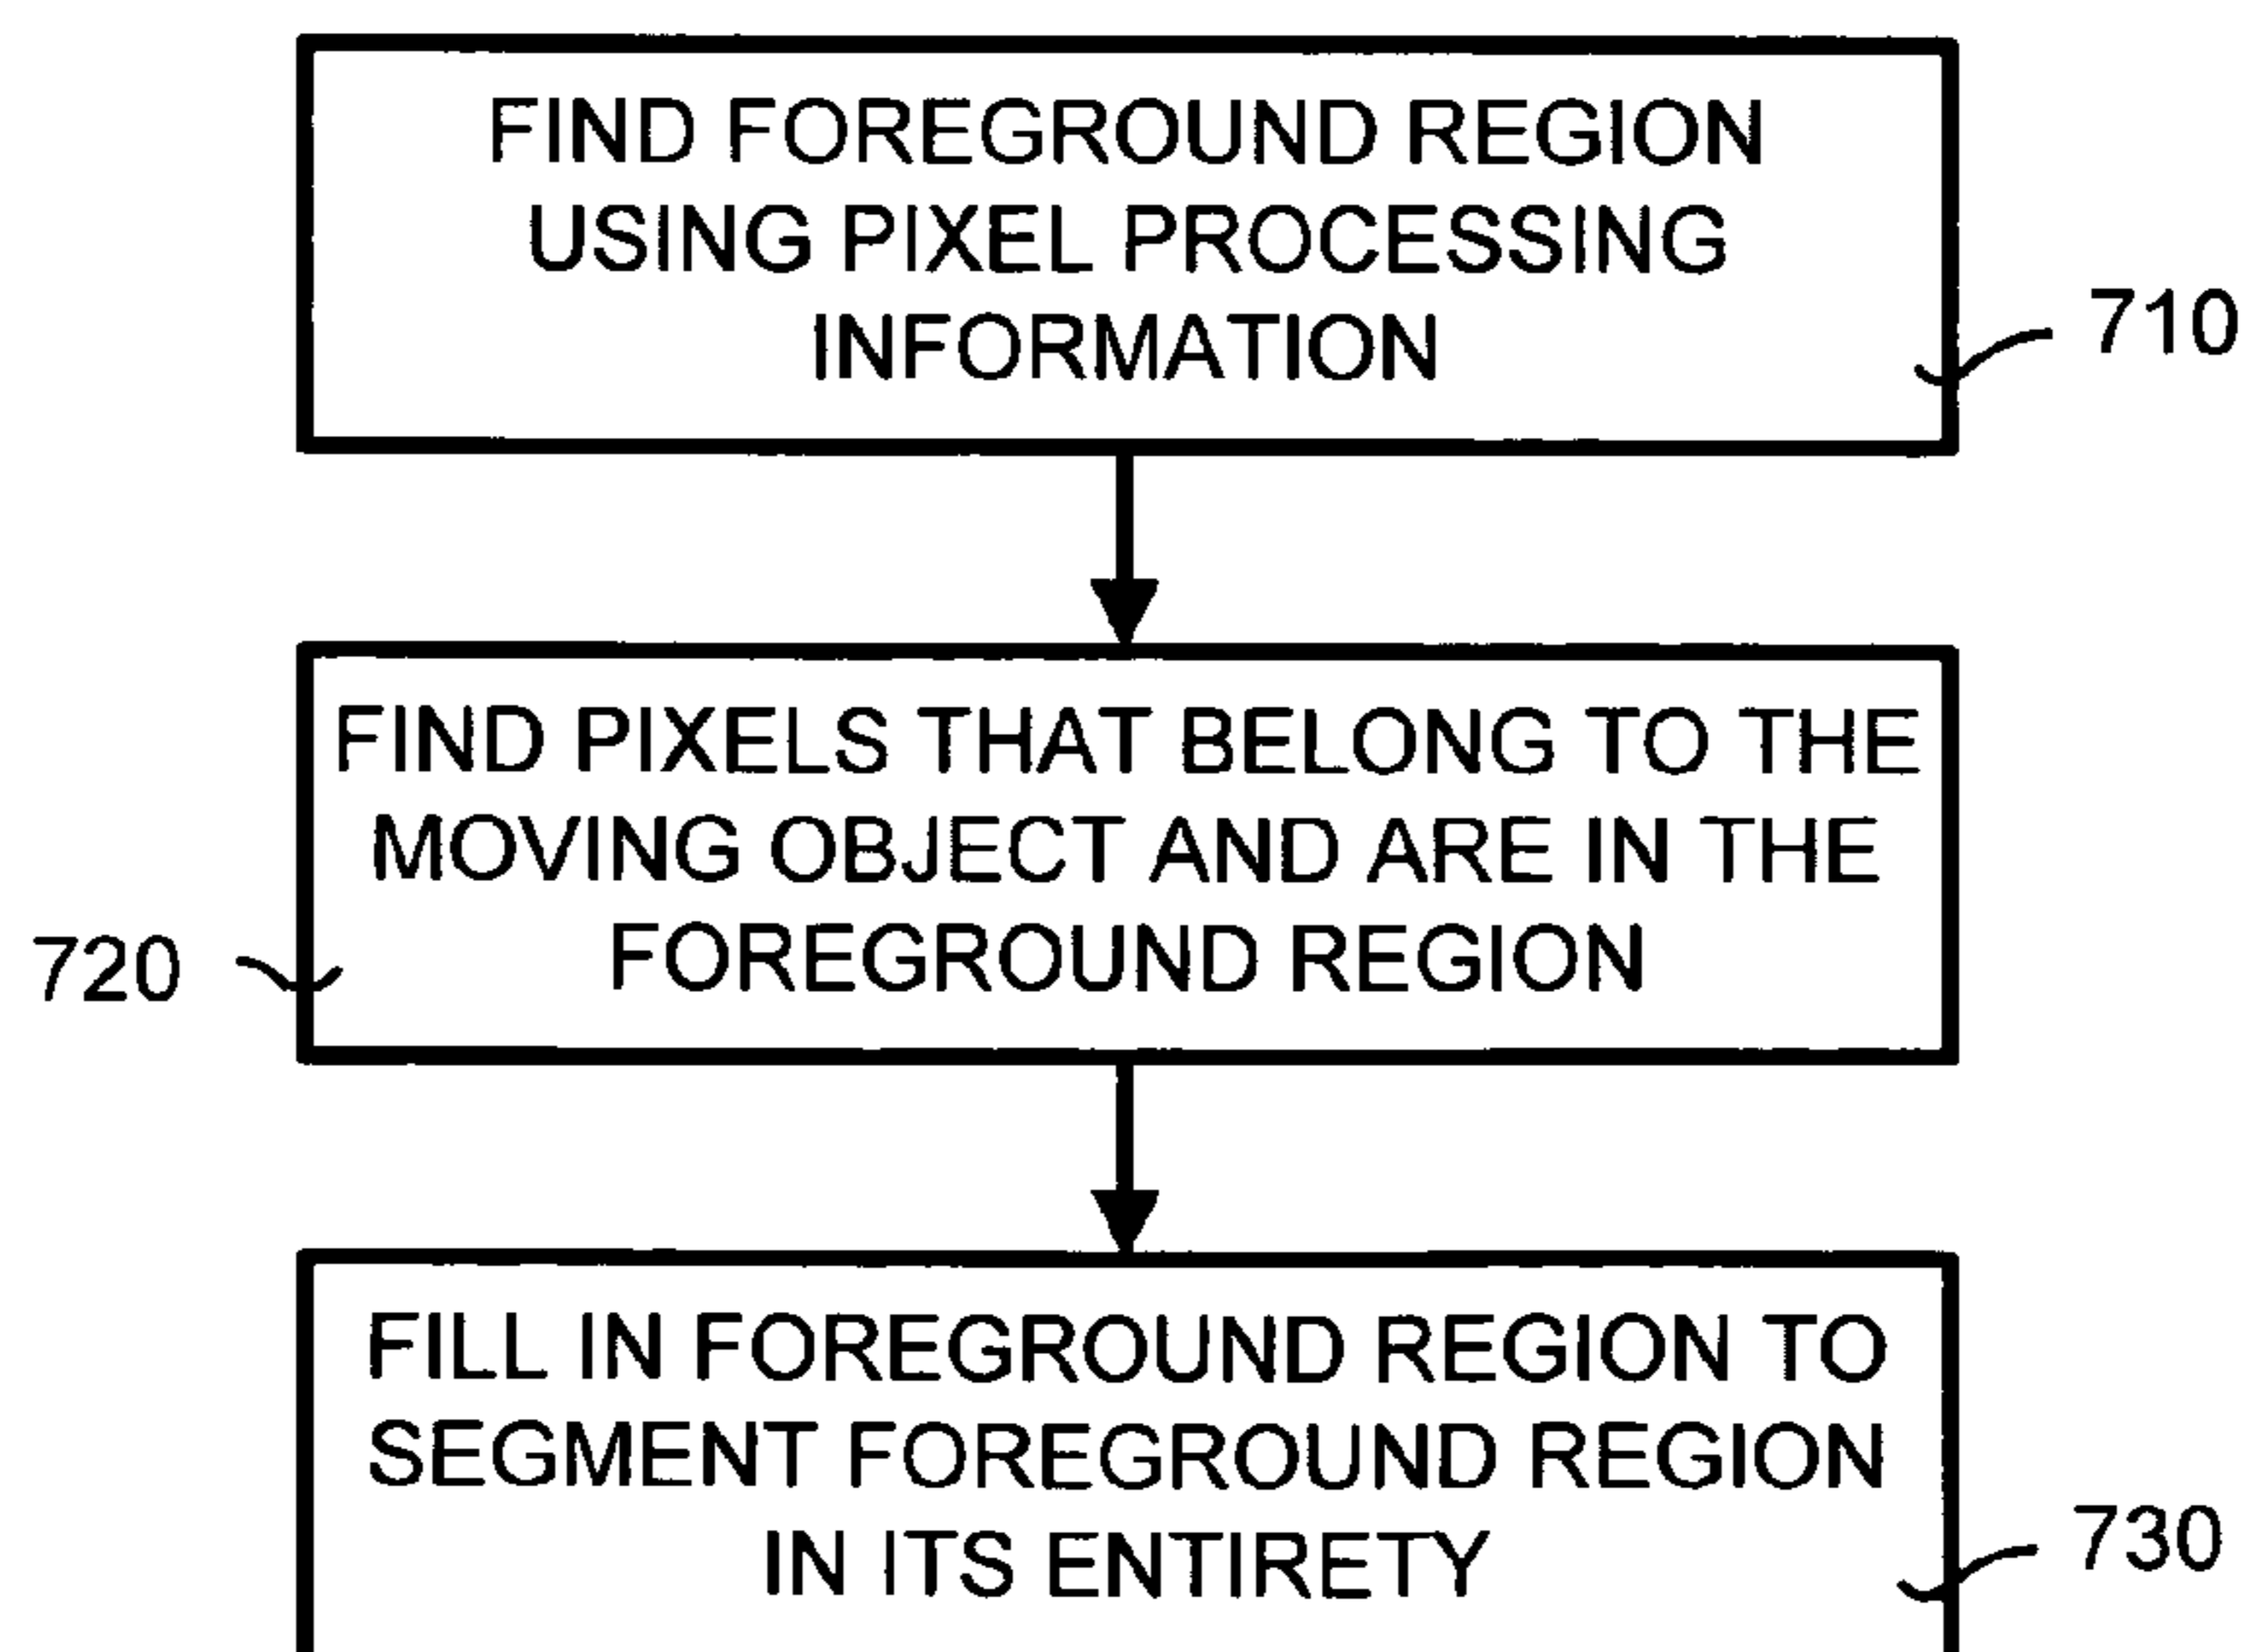 FIND FOREGROUND REGION
USING PIXEL PROCESSING
INFORMATION
710
FIND PIXELS THAT BELONG TO THE
MOVING OBJECT AND ARE IN THE
FOREGROUND REGION
720
FILL IN FOREGROUND REGION TO
SEGMENT FOREGROUND REGION
IN ITS ENTIRETY
730